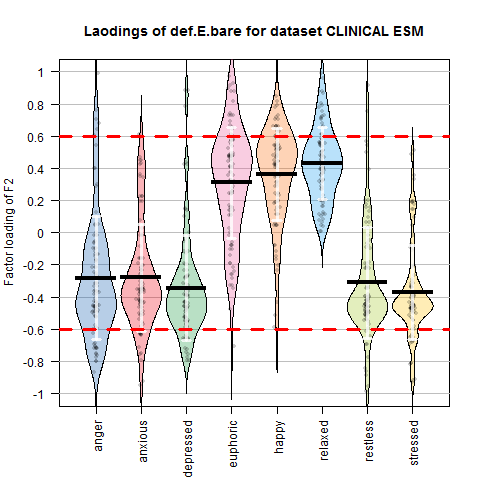 Laodings of def.E.bare for dataset CLINICAL ESM
Factor loading of F2
1
0.8
0.6
0.4
0.2
0
-0.2
-0.4
-0.6
-0.8
-1
anger
anxious
depressed
euphoric
happy
relaxed
restless
stressed